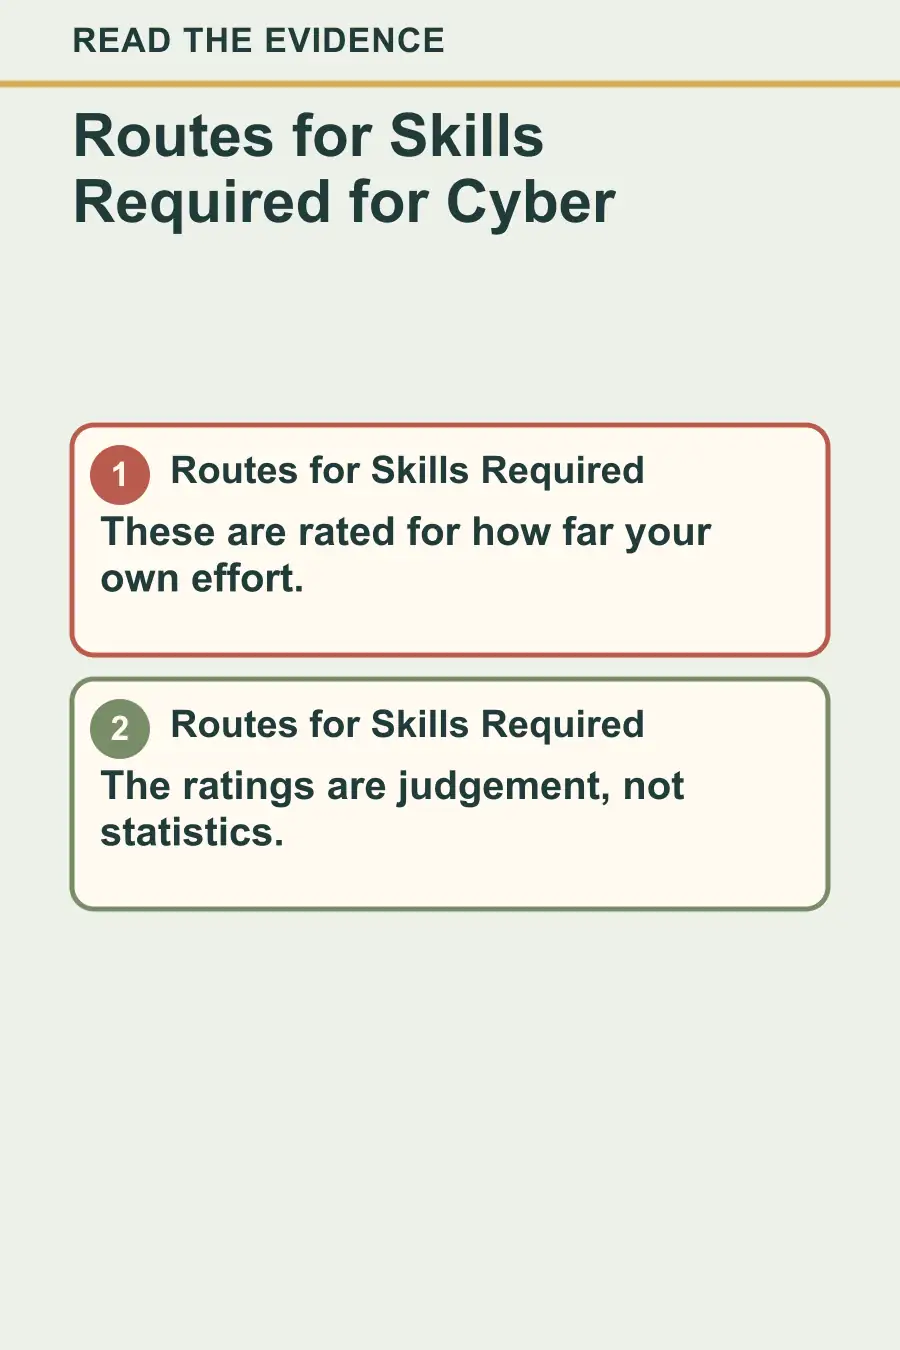 READ THE EVIDENCE
Routes for Skills
Required for Cyber
1 Routes for Skills Required
These are rated for how far your
own effort.
2 Routes for Skills Required
The ratings are judgement, not
statistics.